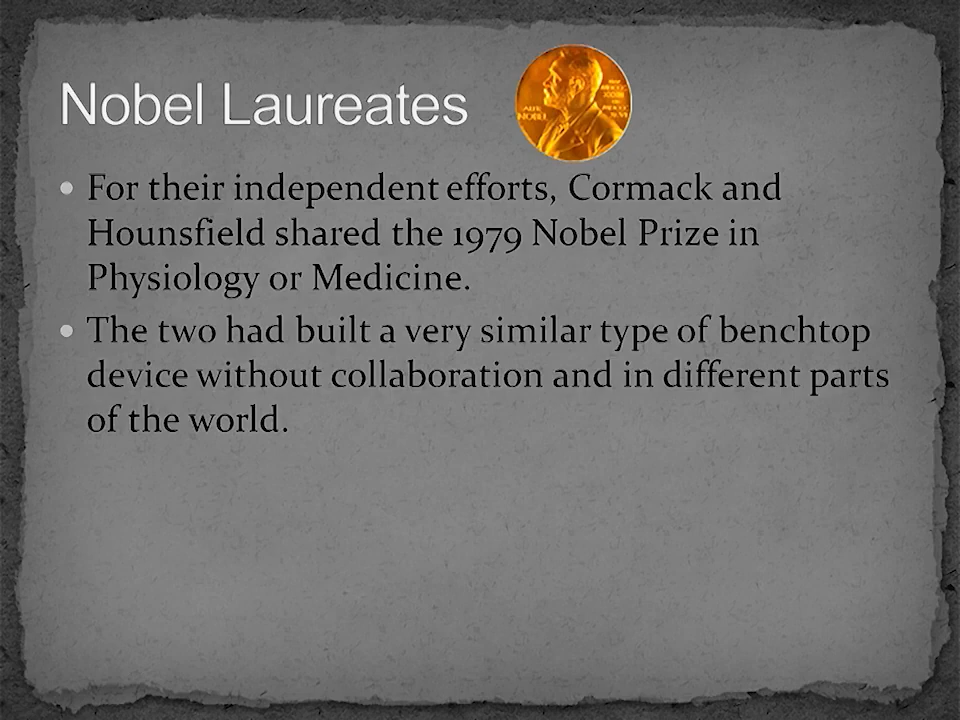 Nobel Laureates
• For their independent efforts, Cormack and
Hounsfield shared the 1979 Nobel Prize in
Physiology or Medicine.
• The two had built a very similar type of benchtop
device without collaboration and in different parts
of the world.
NOBEL